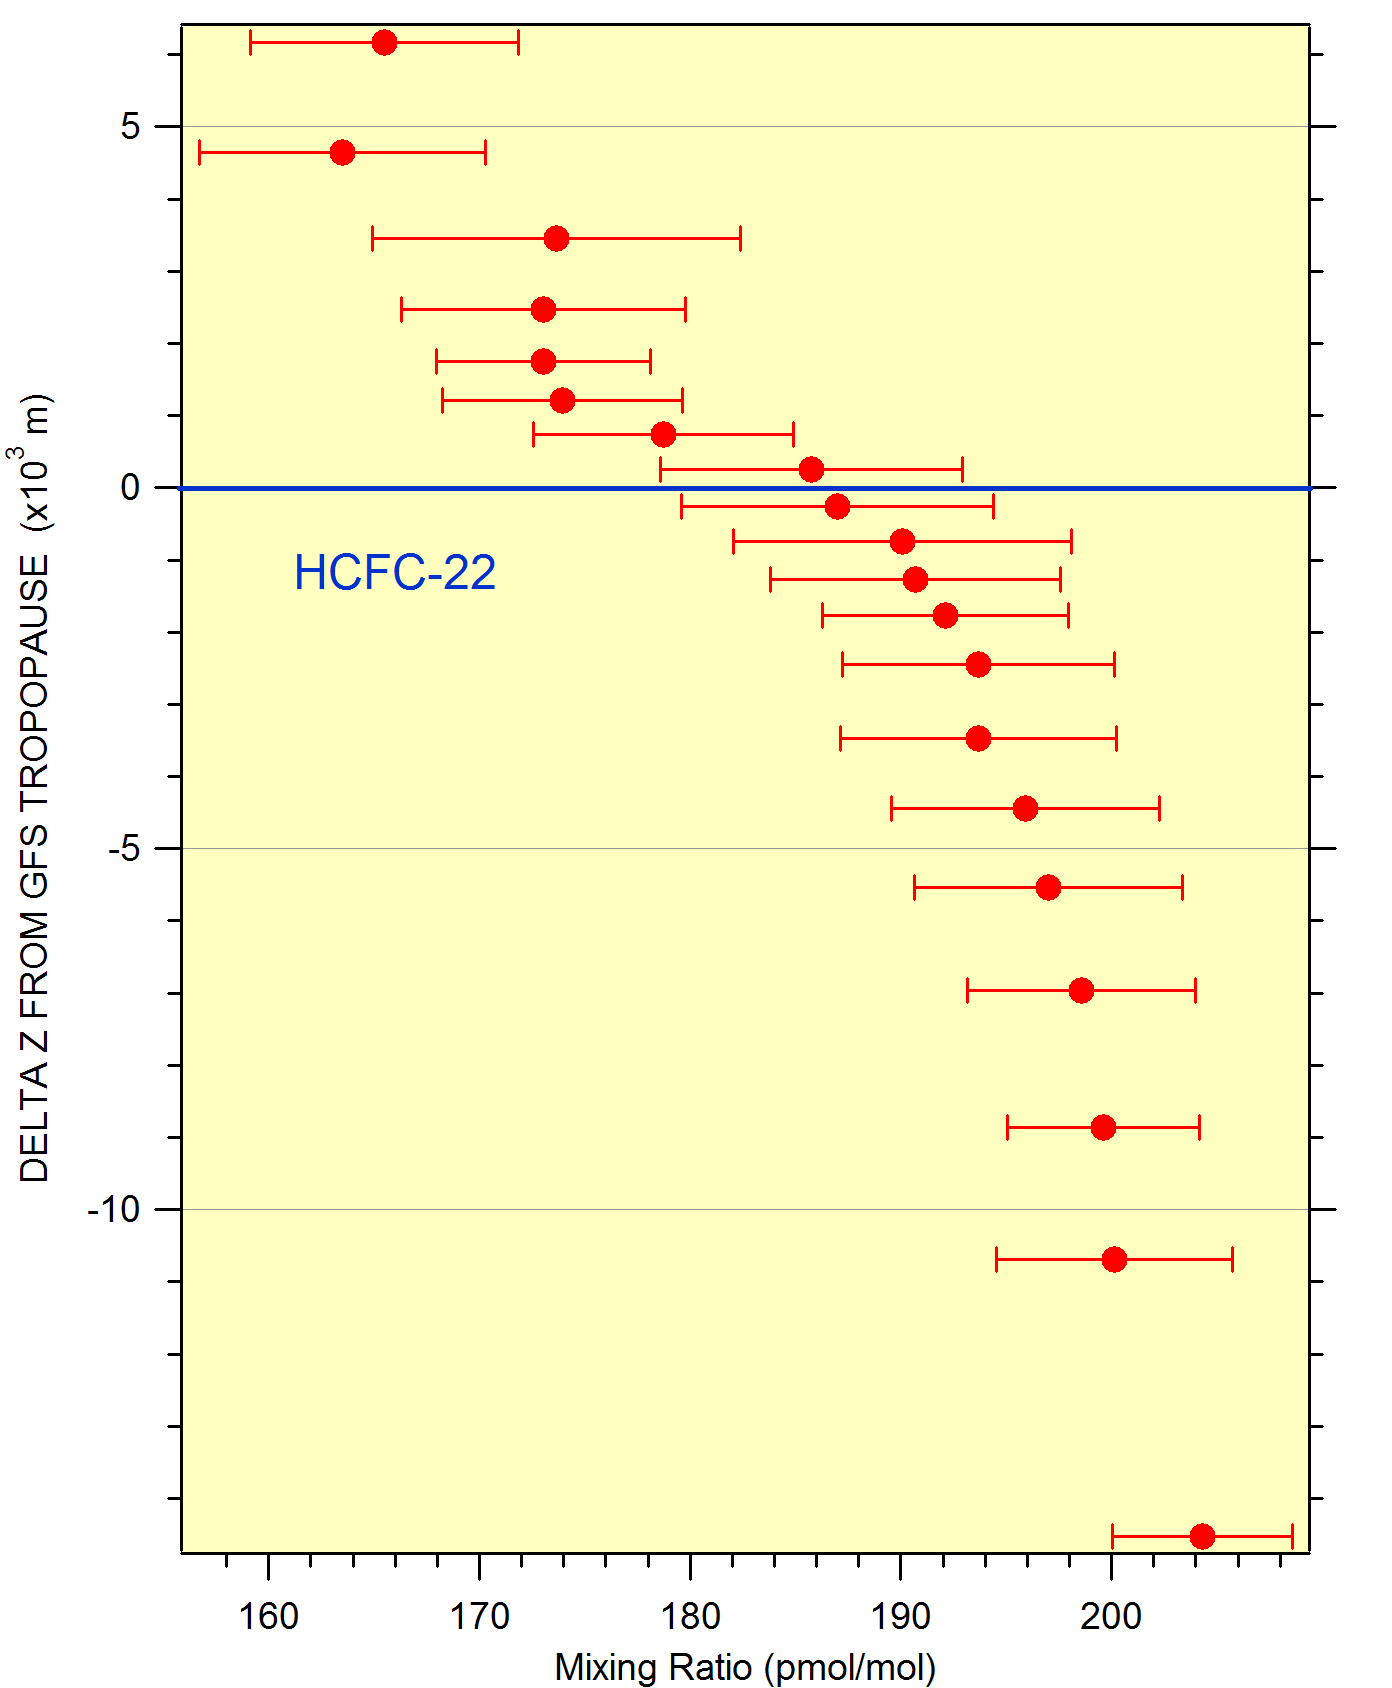 5
0
-5
-10
DELTA Z FROM GFS TROPOPAUSE (x10³ m)
HCFC-22
160 170 180 190 200
Mixing Ratio (pmol/mol)